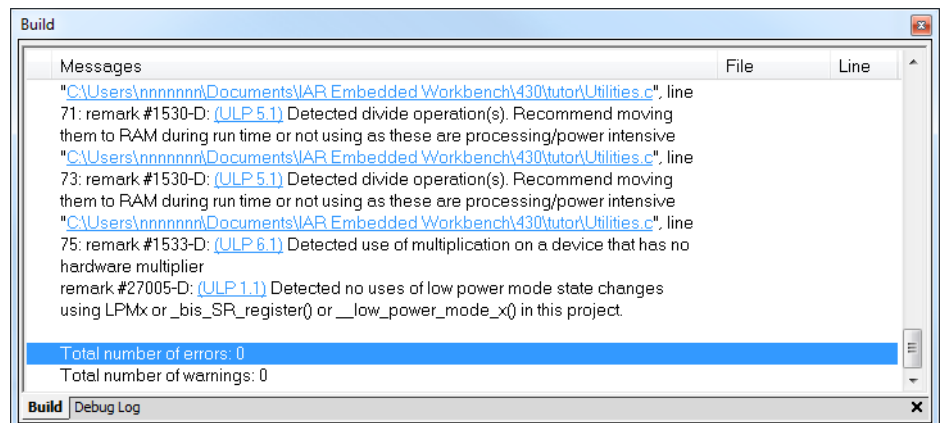 Build
Messages File Line
"C:\Users\nnnnnnn\Documents\IAR Embedded Workbench\430\tutor\Utilities.c", line
71: remark #1530-D: (ULP 5.1) Detected divide operation(s). Recommend moving
them to RAM during run time or not using as these are processing/power intensive
"C:\Users\nnnnnnn\Documents\IAR Embedded Workbench\430\tutor\Utilities.c", line
73: remark #1530-D: (ULP 5.1) Detected divide operation(s). Recommend moving
them to RAM during run time or not using as these are processing/power intensive
"C:\Users\nnnnnnn\Documents\IAR Embedded Workbench\430\tutor\Utilities.c", line
75: remark #1533-D: (ULP 6.1) Detected use of multiplication on a device that has no
hardware multiplier
remark #27005-D: (ULP 1.1) Detected no uses of low power mode state changes
using LPMx or _bis_SR_register() or __low_power_mode_x() in this project.
Total number of errors: 0
Total number of warnings: 0
Build Debug Log